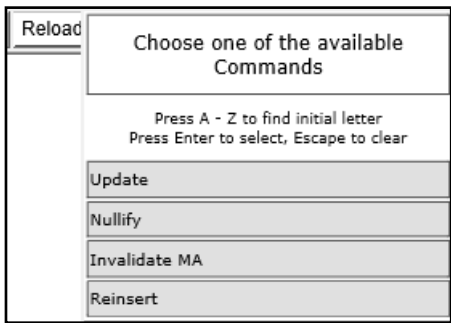 Reload
Choose one of the available
Commands
Press A - Z to find initial letter
Press Enter to select, Escape to clear
Update
Nullify
Invalidate MA
Reinsert